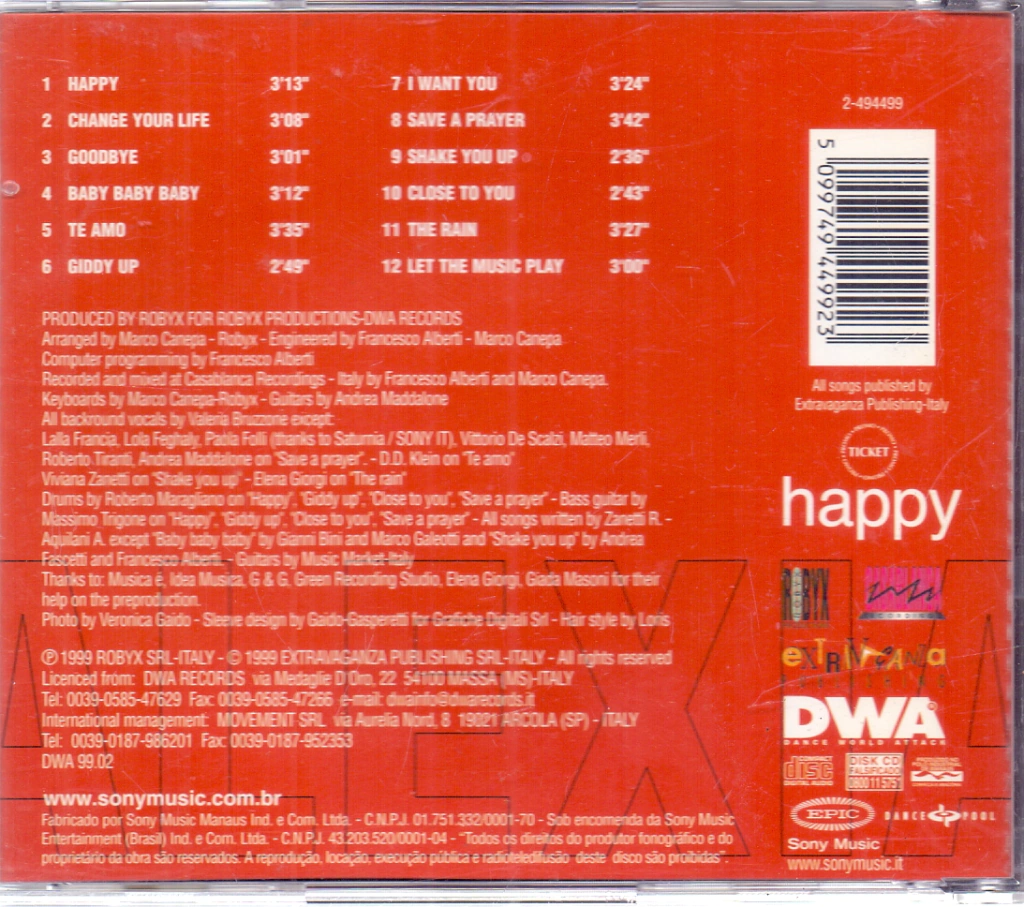 1 HAPPY 3'13"
2 CHANGE YOUR LIFE 3'08"
3 GOODBYE 3'01"
4 BABY BABY BABY 3'12"
5 TE AMO 3'35"
6 GIDDY UP 2'49"
7 I WANT YOU 3'24"
8 SAVE A PRAYER 3'42"
9 SHAKE YOU UP 2'36"
10 CLOSE TO YOU 2'43"
11 THE RAIN 3'27"
12 LET THE MUSIC PLAY 3'00"
PRODUCED BY ROBYX FOR ROBYX PRODUCTIONS-DWA RECORDS
Arranged by Marco Canepa - Robyx - Engineered by Francesco Alberti - Marco Canepa
Computer programming by Francesco Alberti
Recorded and mixed at Casablanca Recordings - Italy by Francesco Alberti and Marco Canepa.
Keyboards by Marco Canepa-Robyx - Guitars by Andrea Maddalone
All backround vocals by Valeria Bruzzone except:
Lalla Francia, Lola Feghaly, Pabla Folli (thanks to Saturnia / SONY IT), Vittorio De Scalzi, Matteo Merli,
Roberto Tiranti, Andrea Maddalone on "Save a prayer". - D.D. Klein on "Te amo"
Viviana Zanetti on "Shake you up" - Elena Giorgi on "The rain"
Drums by Roberto Maragliano on "Happy", "Giddy up", "Close to you", "Save a prayer" - Bass guitar by
Massimo Trigone on "Happy", "Giddy up", "Close to you", "Save a prayer" - All songs written by Zanetti R. -
Aquilani A. except "Baby baby baby" by Gianni Bini and Marco Galeotti and "Shake you up" by Andrea
Fascetti and Francesco Alberti. - Guitars by Music Market-Italy
Thanks to: Musica è, Idea Musica, G & G, Green Recording Studio, Elena Giorgi, Giada Masoni for their
help on the preproduction.
Photo by Veronica Gaido - Sleeve design by Gaido-Gasperetti for Grafiche Digitali Srl - Hair style by Loris
℗ 1999 ROBYX SRL-ITALY - © 1999 EXTRAVAGANZA PUBLISHING SRL-ITALY - All rights reserved
Licenced from: DWA RECORDS via Medaglie D'Oro, 22 54100 MASSA (MS)-ITALY
Tel: 0039-0585-47629 Fax: 0039-0585-47266 e-mail: dwainfo@dwarecords.it
International management: MOVEMENT SRL via Aurelia Nord, 8 19021 ARCOLA (SP) - ITALY
Tel: 0039-0187-986201 Fax: 0039-0187-952353
DWA 99.02
www.sonymusic.com.br
Fabricado por Sony Music Manaus Ind. e Com. Ltda. - C.N.P.J. 01.751.332/0001-70 - Sob encomenda da Sony Music
Entertainment (Brasil) Ind. e Com. Ltda. - C.N.P.J. 43.203.520/0001-04 - "Todos os direitos do produtor fonográfico e do
proprietário da obra são reservados. A reprodução, locação, execução pública e radioteledifusão deste disco são proibidas".
2-494499
5 099749 449923
All songs published by
Extravaganza Publishing-Italy
TICKET
happy
ROBYX
EXTRAVAGANZA
PUBLISHING
DWA®
DANCE WORLD ATTACK
COMPACT
disc
DIGITAL AUDIO
DISK CD
FALSIFICADO
0800115751
EPIC
DANCE POOL
Sony Music
www.sonymusic.it
ALEXIA